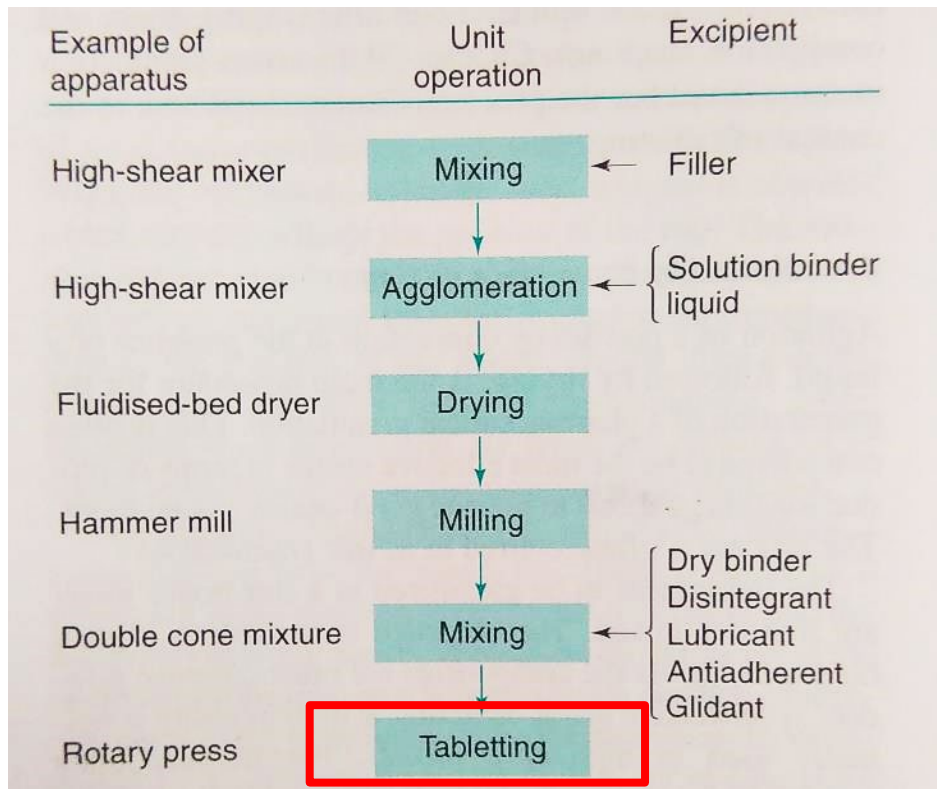 Example of
apparatus
Unit
operation
Excipient
High-shear mixer
Mixing
Filler
High-shear mixer
Agglomeration
Solution binder
liquid
Fluidised-bed dryer
Drying
Hammer mill
Milling
Double cone mixture
Mixing
Dry binder
Disintegrant
Lubricant
Antiadherent
Glidant
Rotary press
Tabletting